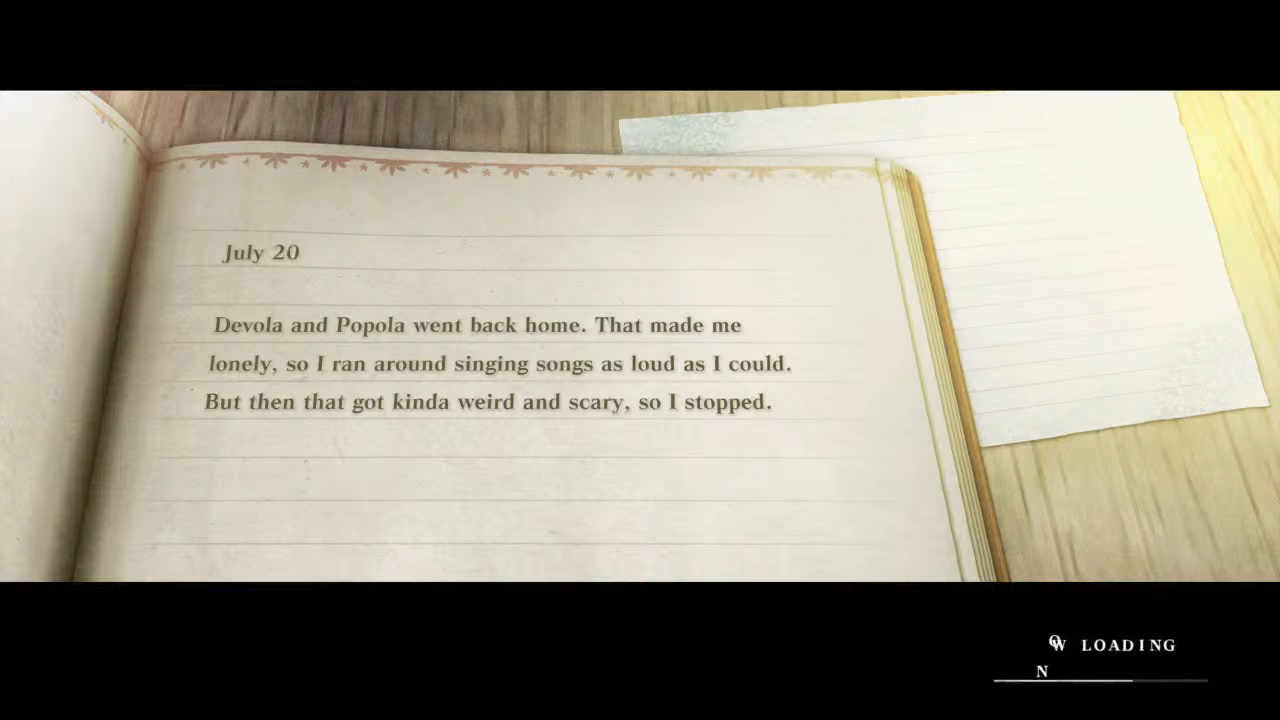 July 20
Devola and Popola went back home. That made me
lonely, so I ran around singing songs as loud as I could.
But then that got kinda weird and scary, so I stopped.
NOW LOADING